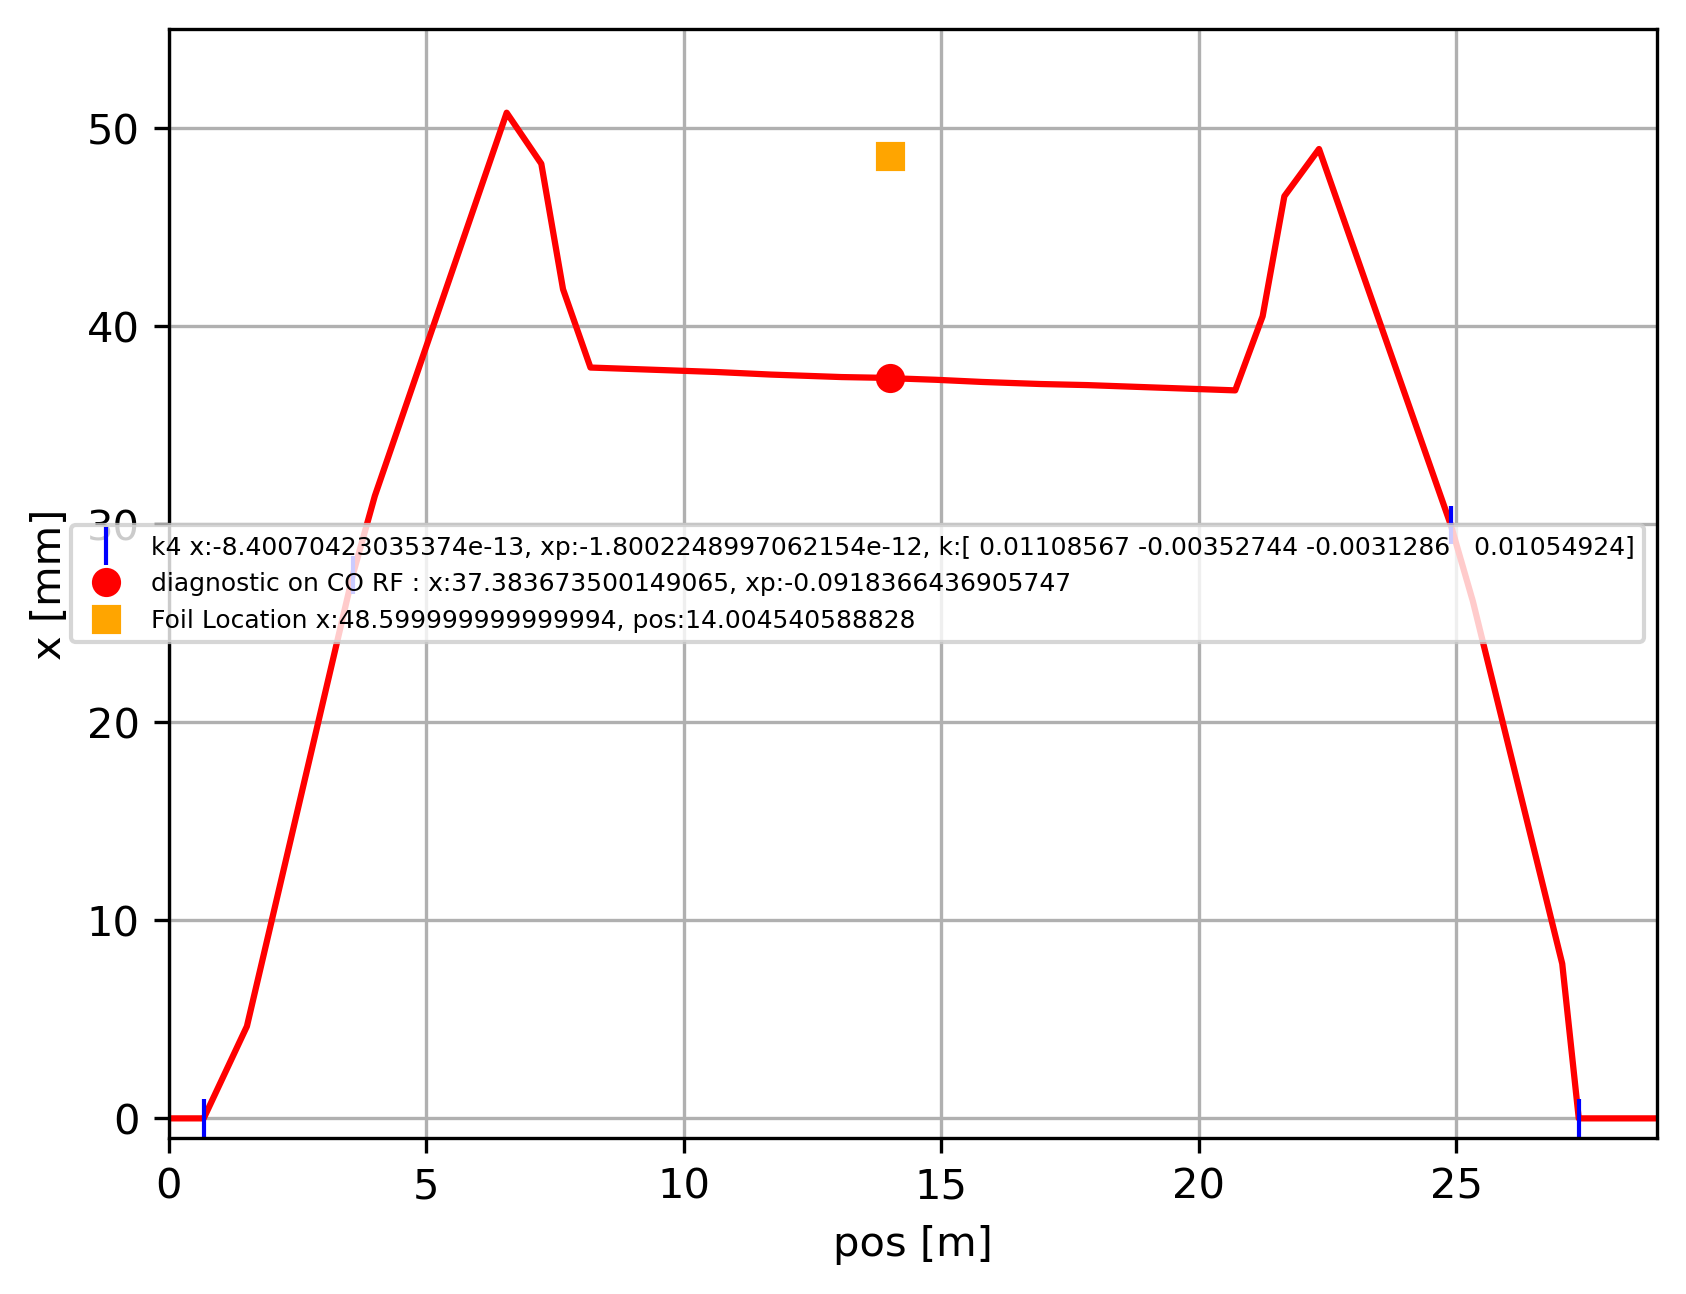 50
40
30
20
10
0
x [mm]
k4 x:-8.40070423035374e-13, xp:-1.8002248997062154e-12, k:[ 0.01108567 -0.00352744 -0.0031286   0.01054924]
diagnostic on CO RF : x:37.383673500149065, xp:-0.0918366436905747
Foil Location x:48.599999999999994, pos:14.004540588828
0 5 10 15 20 25
pos [m]